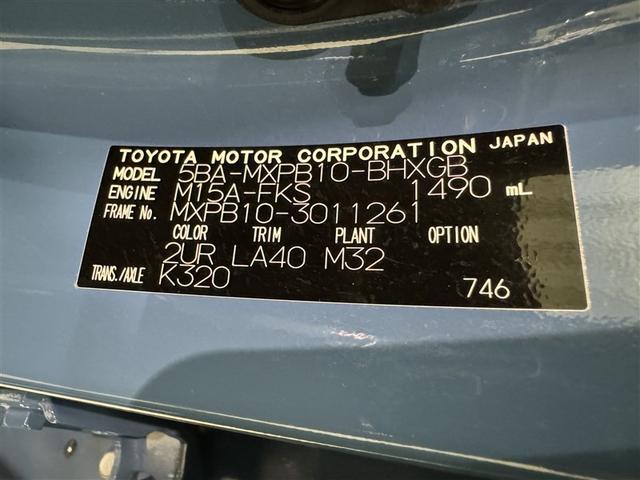 TOYOTA MOTOR CORPORATION JAPAN
MODEL 5BA-MXPB10-BHXGB
ENGINE M15A-FKS 1490 mL
FRAME No. MXPB10-3011261
COLOR TRIM PLANT OPTION
2UR LA40 M32
TRANS./AXLE K320 746